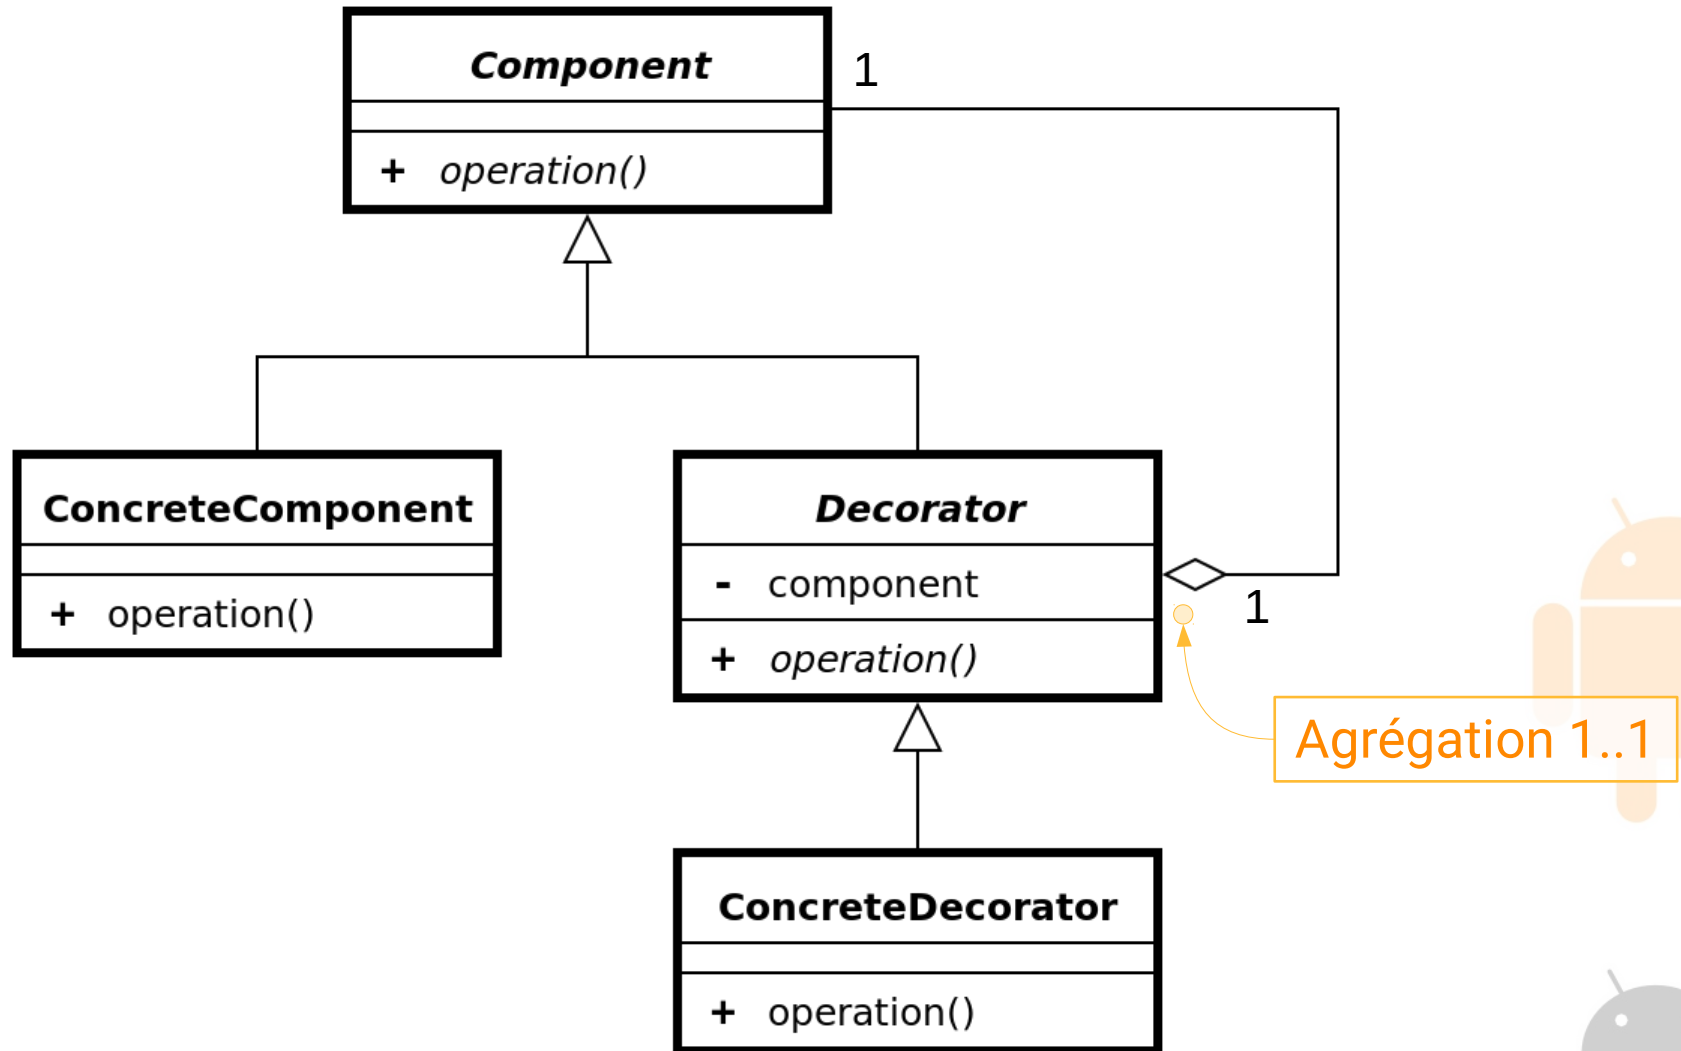 Component
1
+ operation()
ConcreteComponent
+ operation()
Decorator
- component
+ operation()
1
Agrégation 1..1
ConcreteDecorator
+ operation()